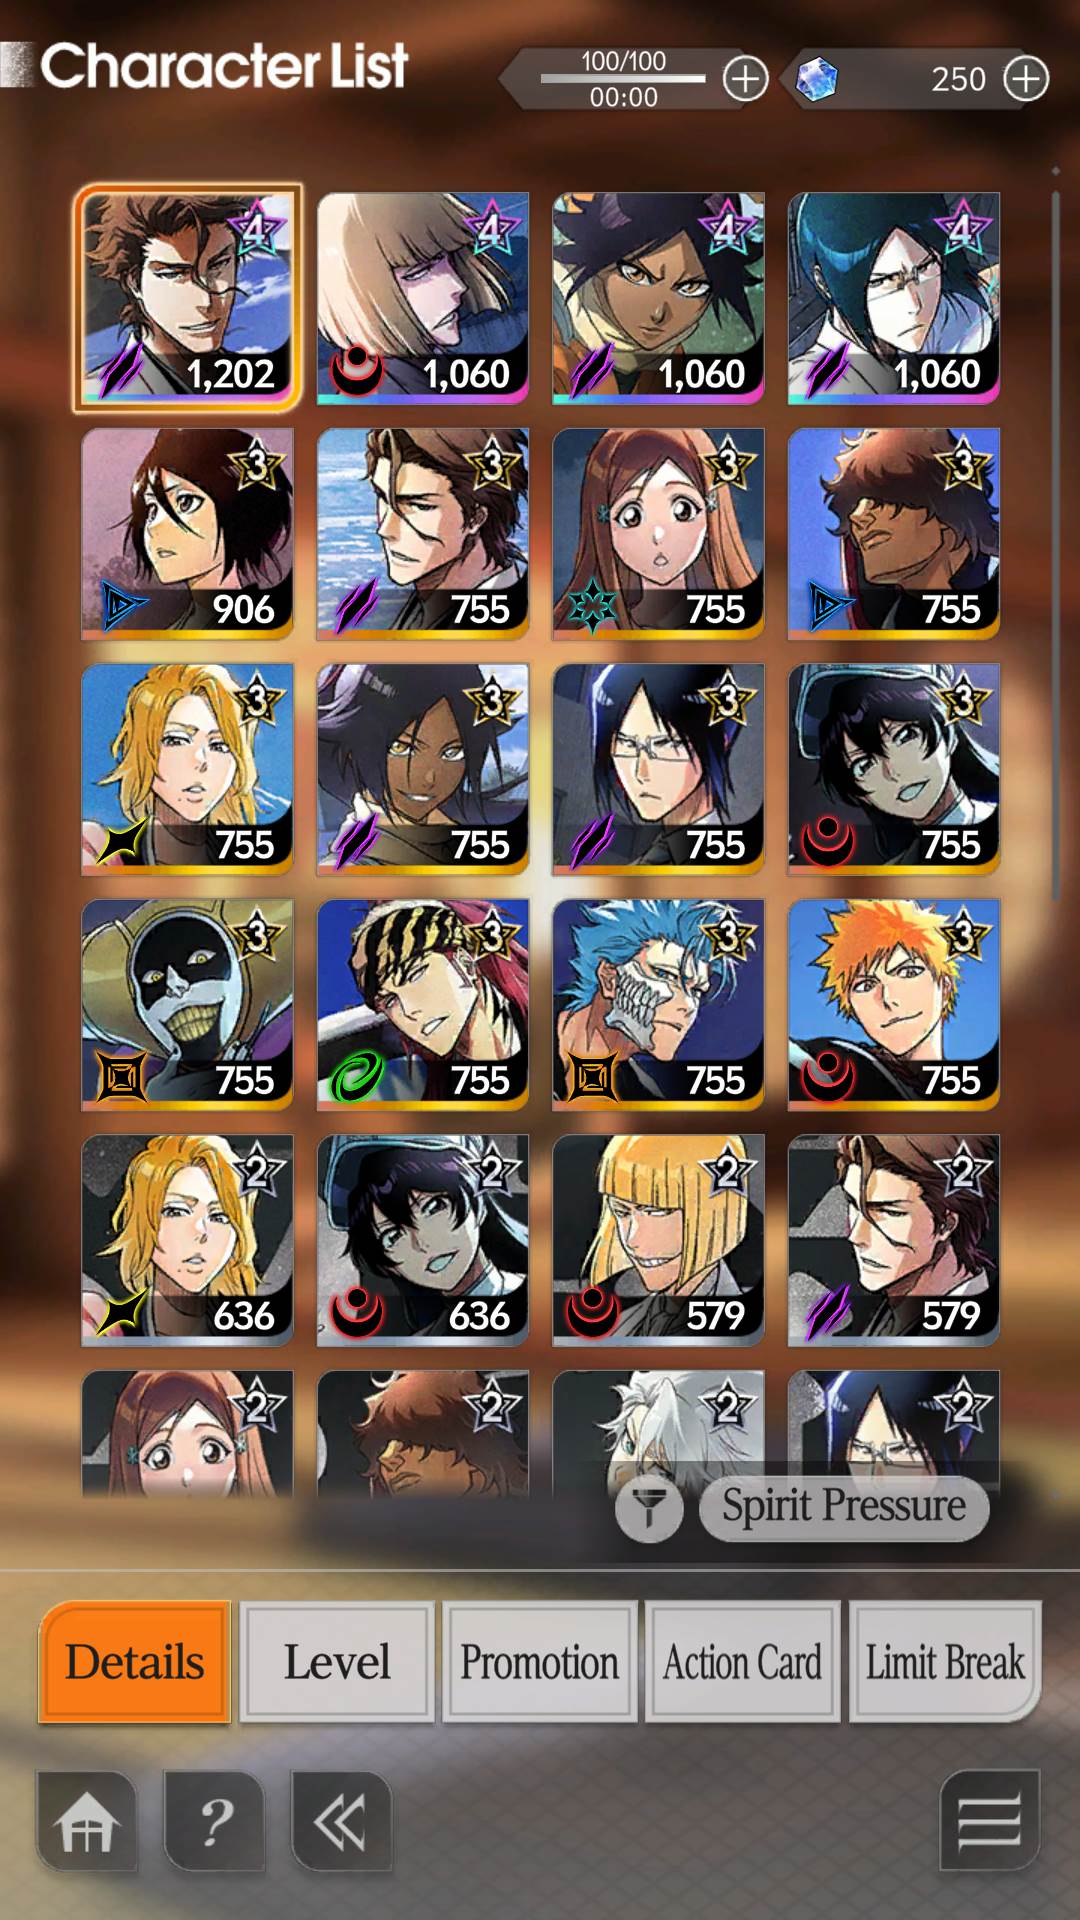 Character List
100/100
00:00
250
4 4 4 4
1,202 1,060 1,060 1,060
3 3 3 3
906 755 755 755
3 3 3 3
755 755 755 755
3 3 3 3
755 755 755 755
2 2 2 2
636 636 579 579
2 2 2 2
Spirit Pressure
Details Level Promotion Action Card Limit Break
?